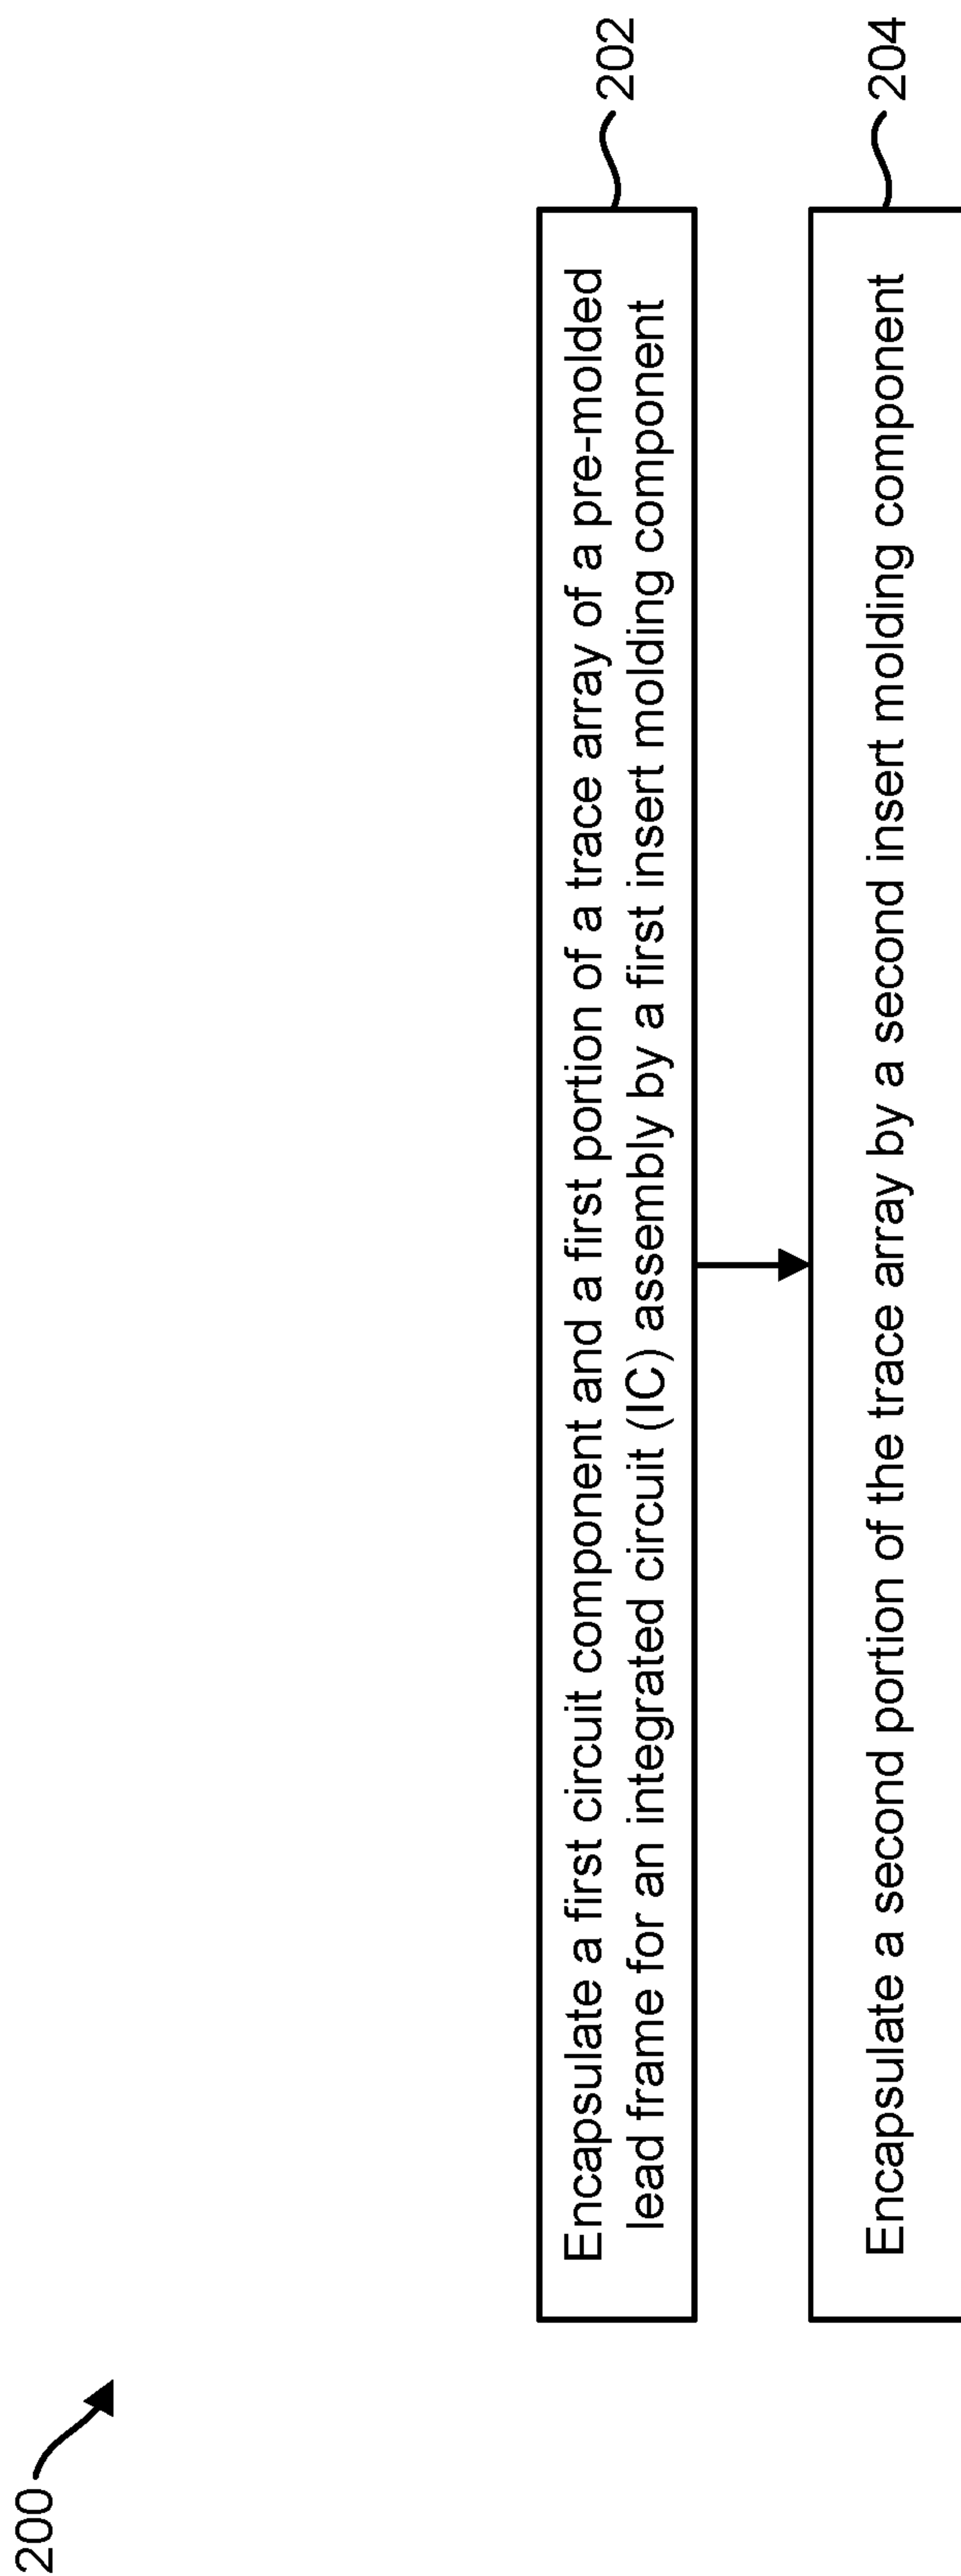 200
Encapsulate a first circuit component and a first portion of a trace array of a pre-molded
lead frame for an integrated circuit (IC) assembly by a first insert molding component
202
Encapsulate a second portion of the trace array by a second insert molding component
204